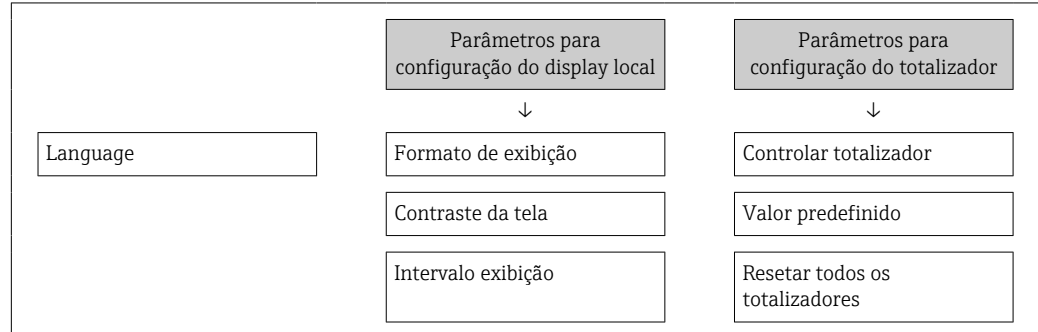 Parâmetros para
configuração do display local
Parâmetros para
configuração do totalizador
↓
↓
Language
Formato de exibição
Controlar totalizador
Contraste da tela
Valor predefinido
Intervalo exibição
Resetar todos os
totalizadores